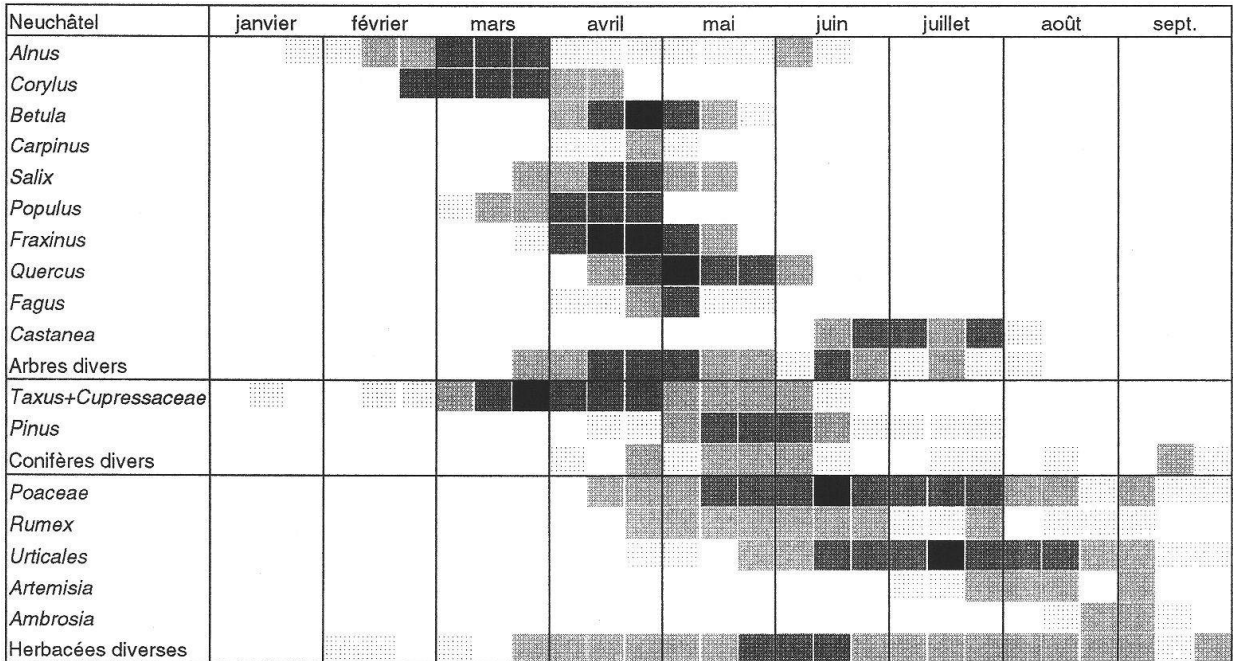 Neuchâtel janvier février mars avril mai juin juillet août sept.
Alnus
Corylus
Betula
Carpinus
Salix
Populus
Fraxinus
Quercus
Fagus
Castanea
Arbres divers
Taxus+Cupressaceae
Pinus
Conifères divers
Poaceae
Rumex
Urticales
Artemisia
Ambrosia
Herbacées diverses